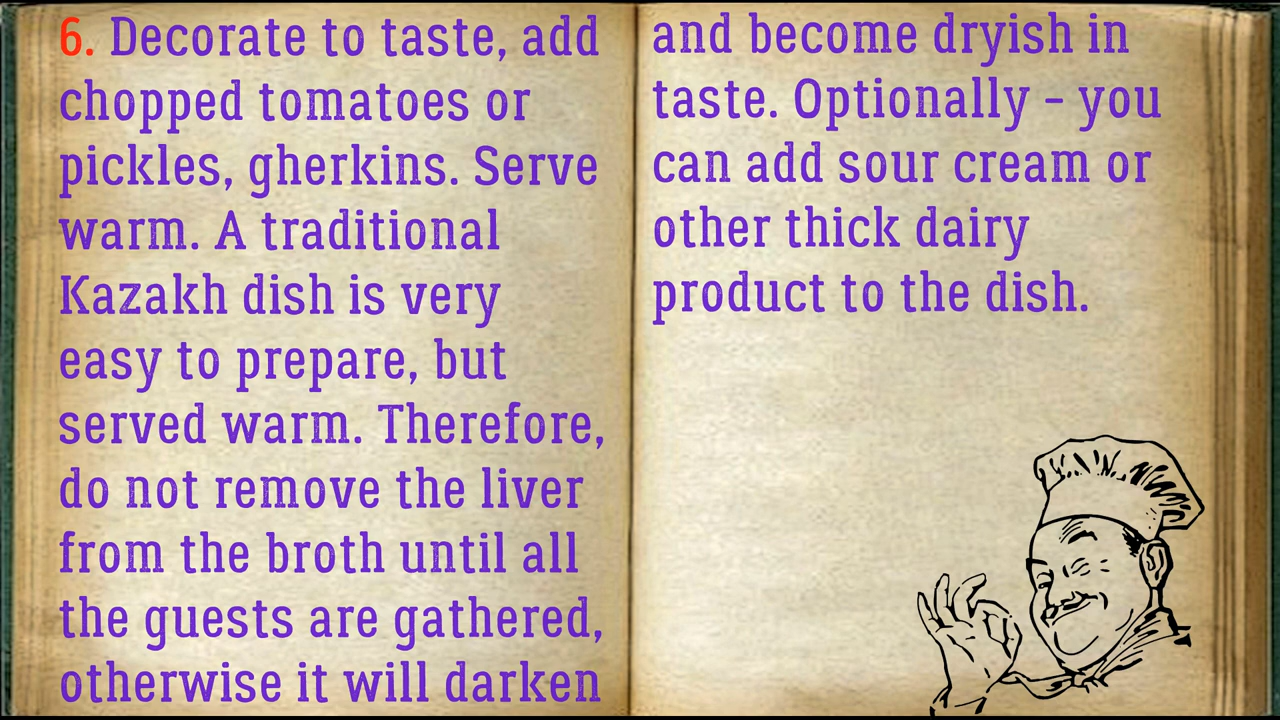 6. Decorate to taste, add
chopped tomatoes or
pickles, gherkins. Serve
warm. A traditional
Kazakh dish is very
easy to prepare, but
served warm. Therefore,
do not remove the liver
from the broth until all
the guests are gathered,
otherwise it will darken
and become dryish in
taste. Optionally – you
can add sour cream or
other thick dairy
product to the dish.